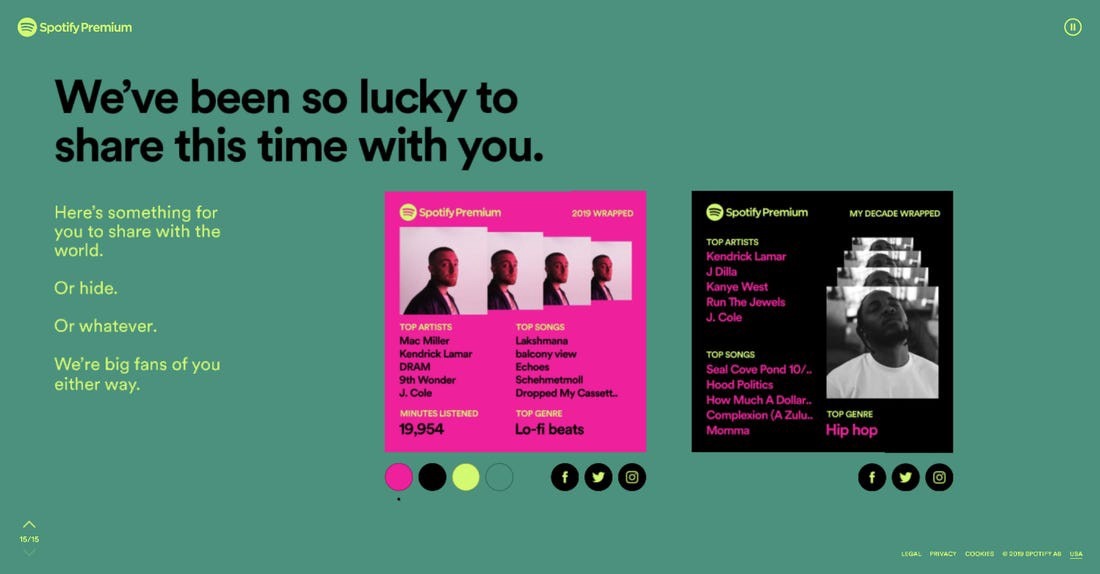 Spotify Premium
We've been so lucky to
share this time with you.
Here's something for
you to share with the
world.
Or hide.
Or whatever.
We're big fans of you
either way.
Spotify Premium
2019 WRAPPED
TOP ARTISTS
Mac Miller
Kendrick Lamar
DRAM
9th Wonder
J. Cole
TOP SONGS
Lakshmana
balcony view
Echoes
Schehmetmoll
Dropped My Cassett..
MINUTES LISTENED
19,954
TOP GENRE
Lo-fi beats
Spotify Premium
MY DECADE WRAPPED
TOP ARTISTS
Kendrick Lamar
J Dilla
Kanye West
Run The Jewels
J. Cole
TOP SONGS
Seal Cove Pond 10/..
Hood Politics
How Much A Dollar..
Complexion (A Zulu..
Momma
TOP GENRE
Hip hop
15/15
LEGAL PRIVACY COOKIES © 2019 SPOTIFY AB USA